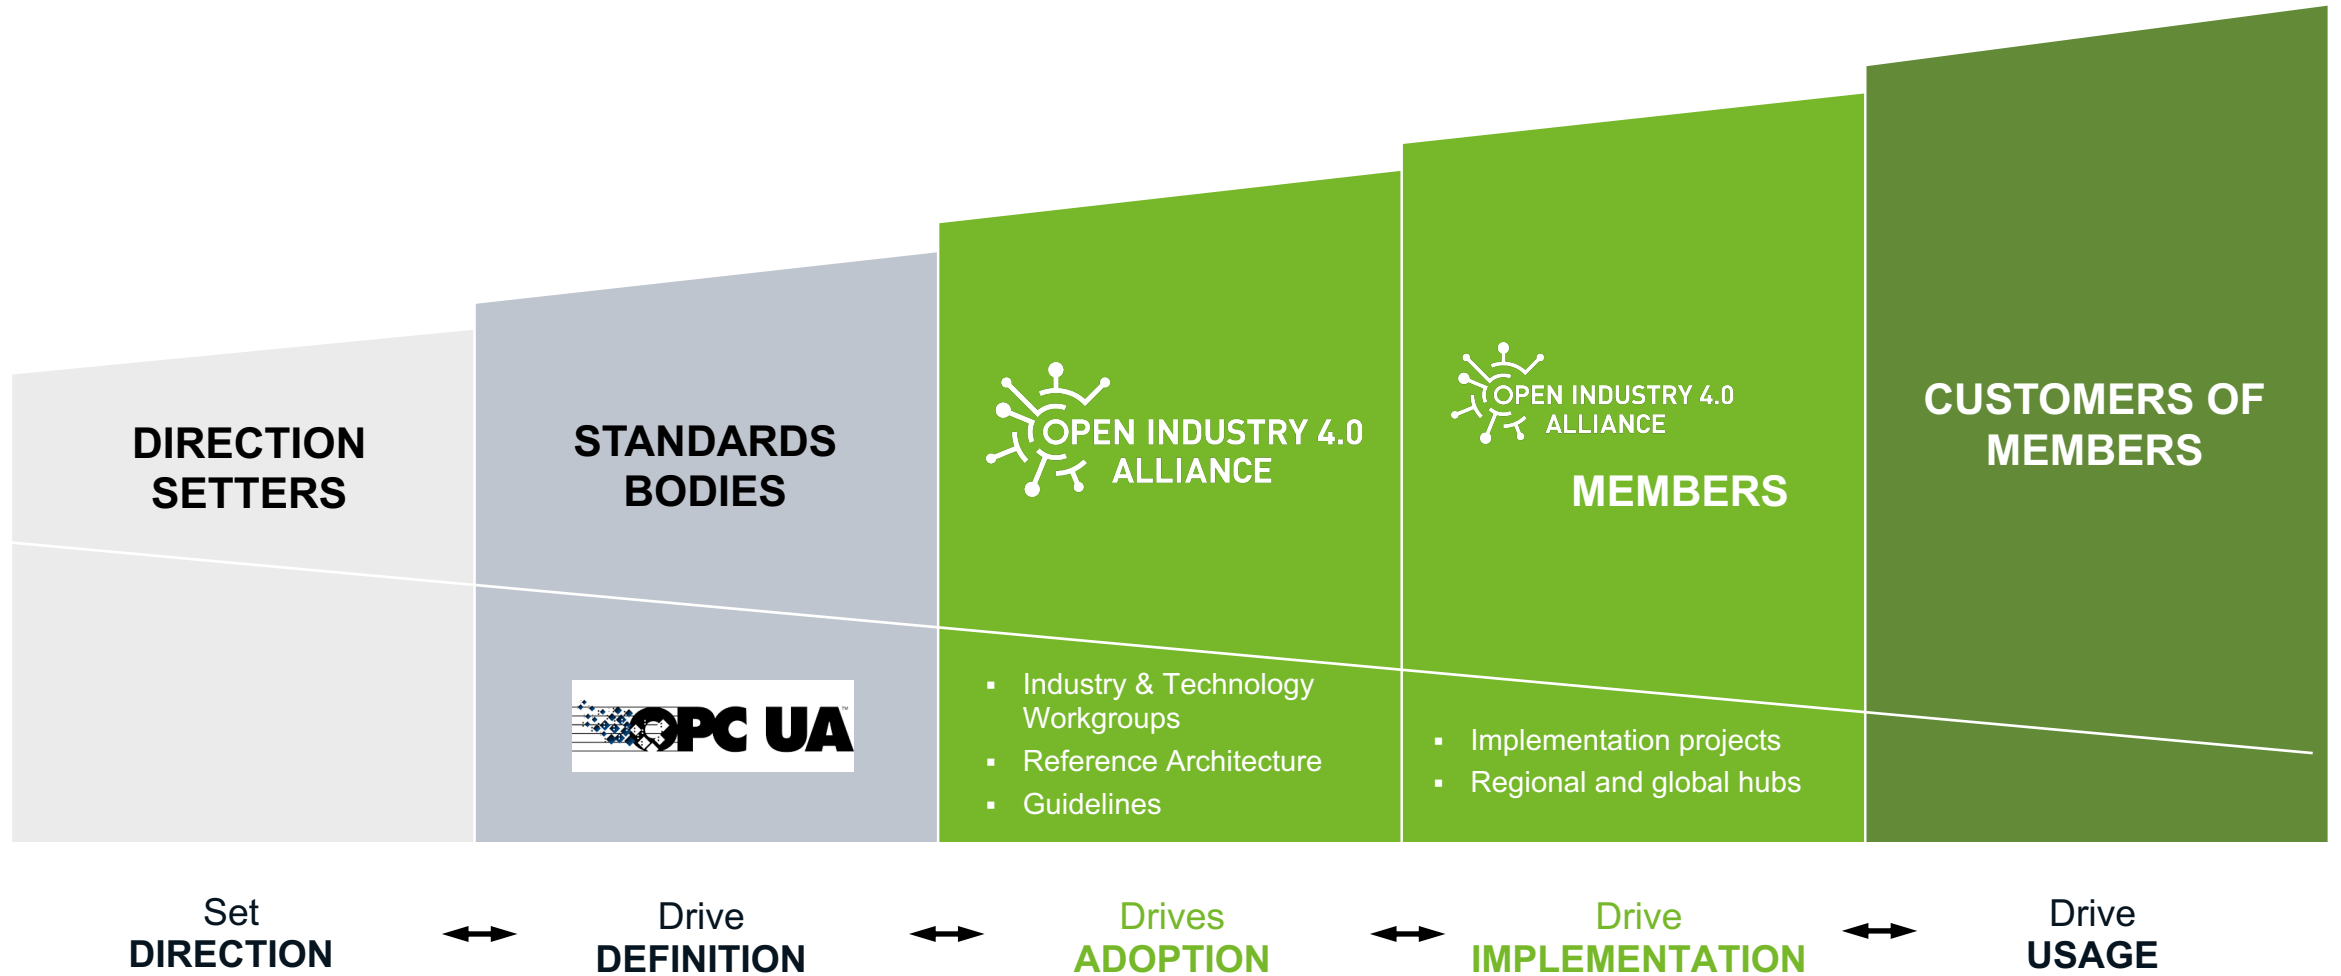 DIRECTION
SETTERS
STANDARDS
BODIES
OPC UA™
OPEN INDUSTRY 4.0
ALLIANCE
▪ Industry & Technology
Workgroups
▪ Reference Architecture
▪ Guidelines
OPEN INDUSTRY 4.0
ALLIANCE
MEMBERS
▪ Implementation projects
▪ Regional and global hubs
CUSTOMERS OF
MEMBERS
Set
DIRECTION
Drive
DEFINITION
Drives
ADOPTION
Drive
IMPLEMENTATION
Drive
USAGE